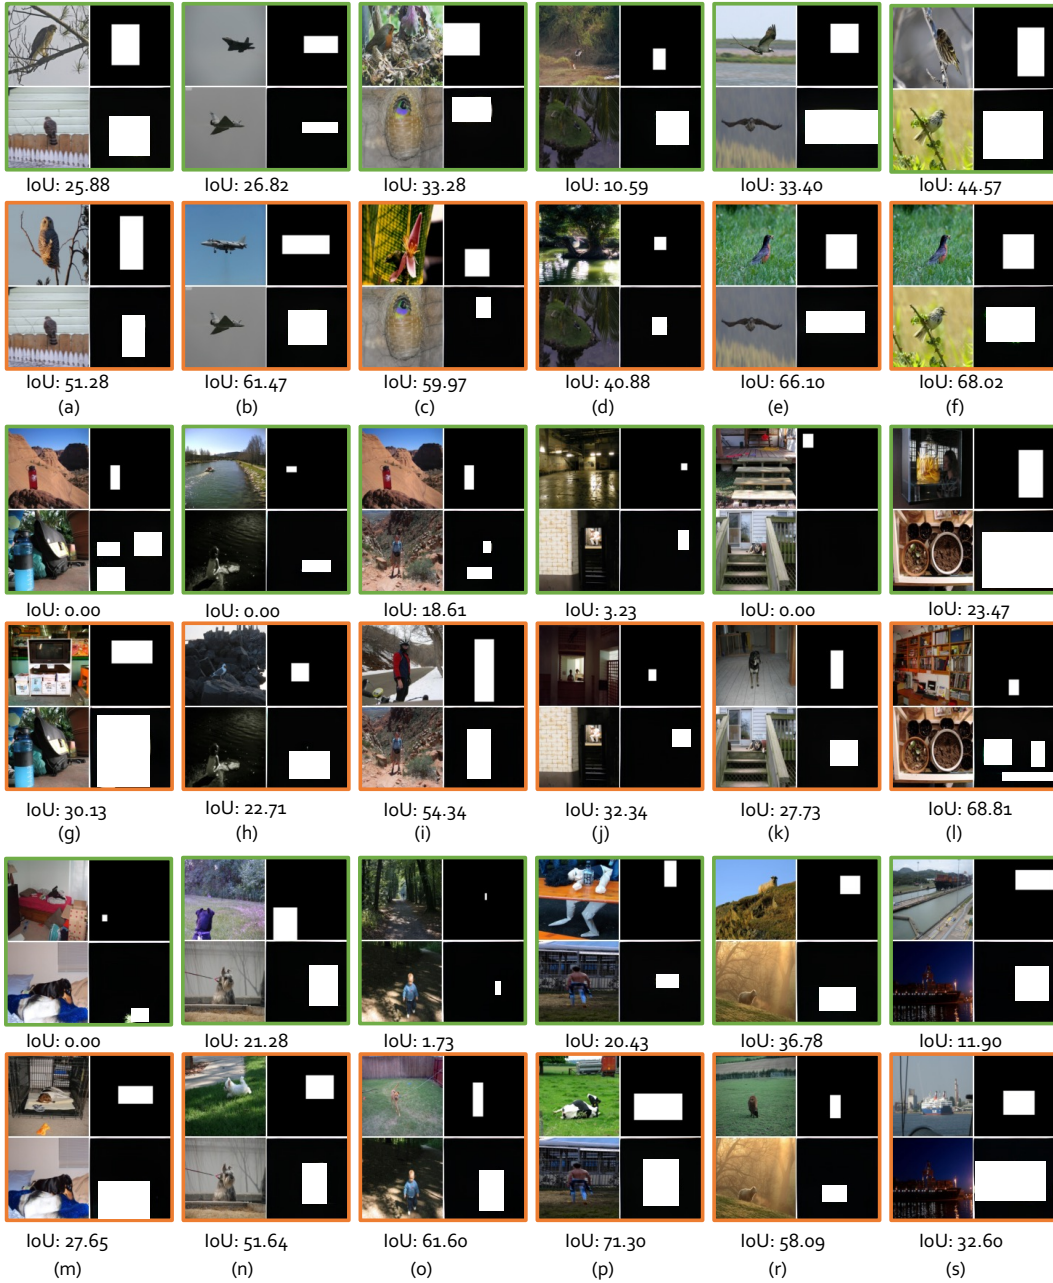 IoU: 25.88 IoU: 26.82 IoU: 33.28 IoU: 10.59 IoU: 33.40 IoU: 44.57
IoU: 51.28 IoU: 61.47 IoU: 59.97 IoU: 40.88 IoU: 66.10 IoU: 68.02
(a) (b) (c) (d) (e) (f)
IoU: 0.00 IoU: 0.00 IoU: 18.61 IoU: 3.23 IoU: 0.00 IoU: 23.47
IoU: 30.13 IoU: 22.71 IoU: 54.34 IoU: 32.34 IoU: 27.73 IoU: 68.81
(g) (h) (i) (j) (k) (l)
IoU: 0.00 IoU: 21.28 IoU: 1.73 IoU: 20.43 IoU: 36.78 IoU: 11.90
IoU: 27.65 IoU: 51.64 IoU: 61.60 IoU: 71.30 IoU: 58.09 IoU: 32.60
(m) (n) (o) (p) (r) (s)